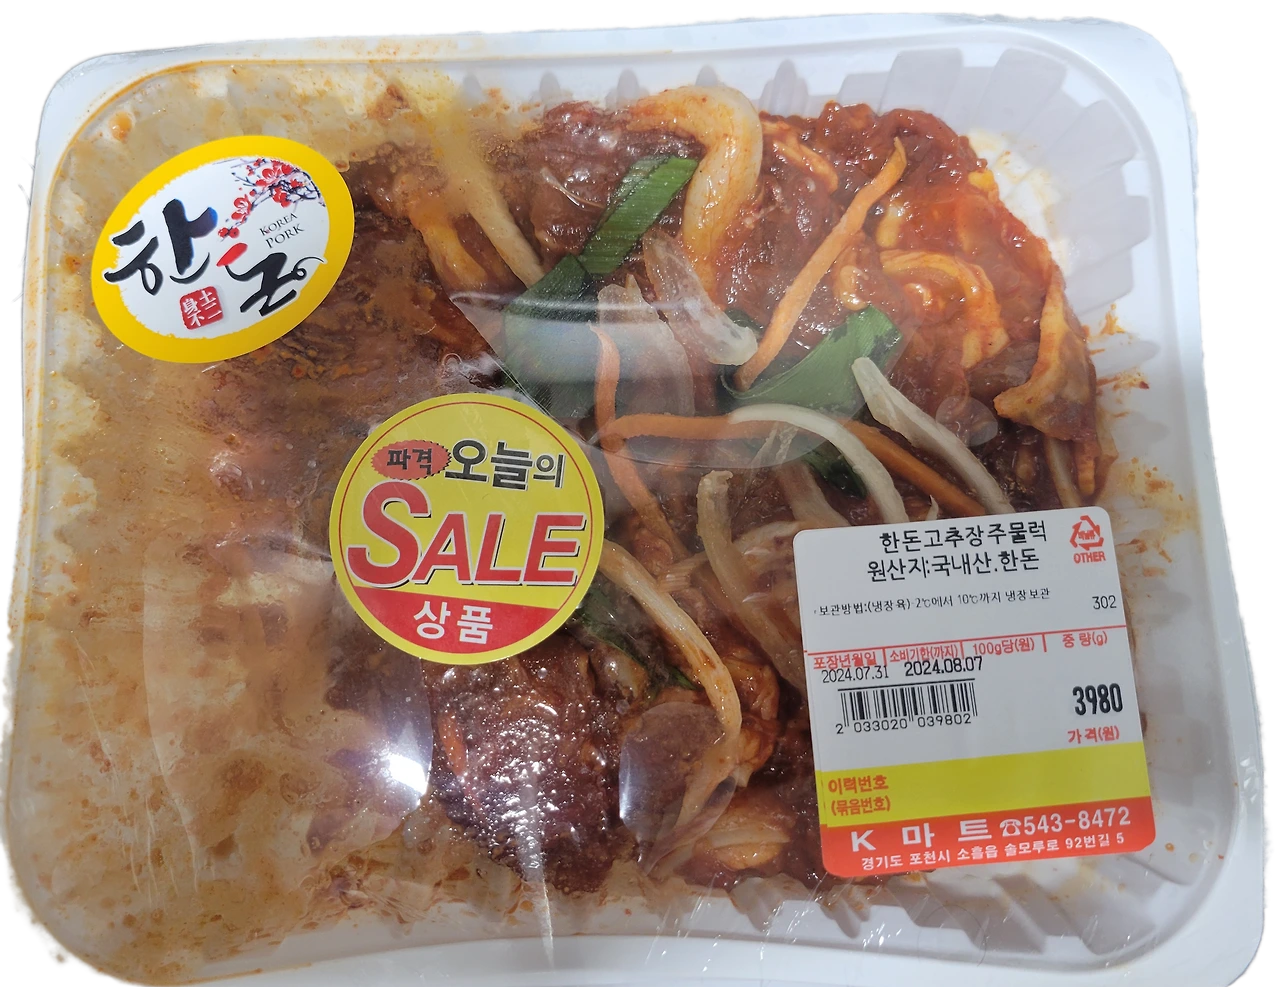 한돈
KOREA
PORK
身土
不二
파격 오늘의
SALE
상품
한돈고추장주물럭
원산지:국내산.한돈
OTHER
보관방법:(냉장육)-2℃에서 10℃까지 냉장보관
302
포장년월일 소비기한(까지) 100g당(원) 중 량(g)
2024.07.31 2024.08.07
2 033020 039802
3980
가격(원)
이력번호
(묶음번호)
K 마 트 ☎543-8472
경기도 포천시 소흘읍 솔모루로 92번길 5